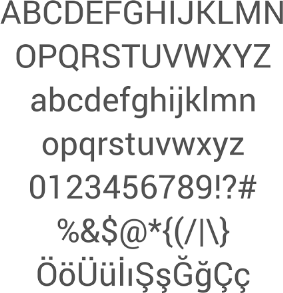 ABCDEFGHIJKLMN
OPQRSTUVWXYZ
abcdefghijklmn
opqrstuvwxyz
0123456789!?#
%&$@*{(/|\}
ÖöÜüİıŞşĞğÇç